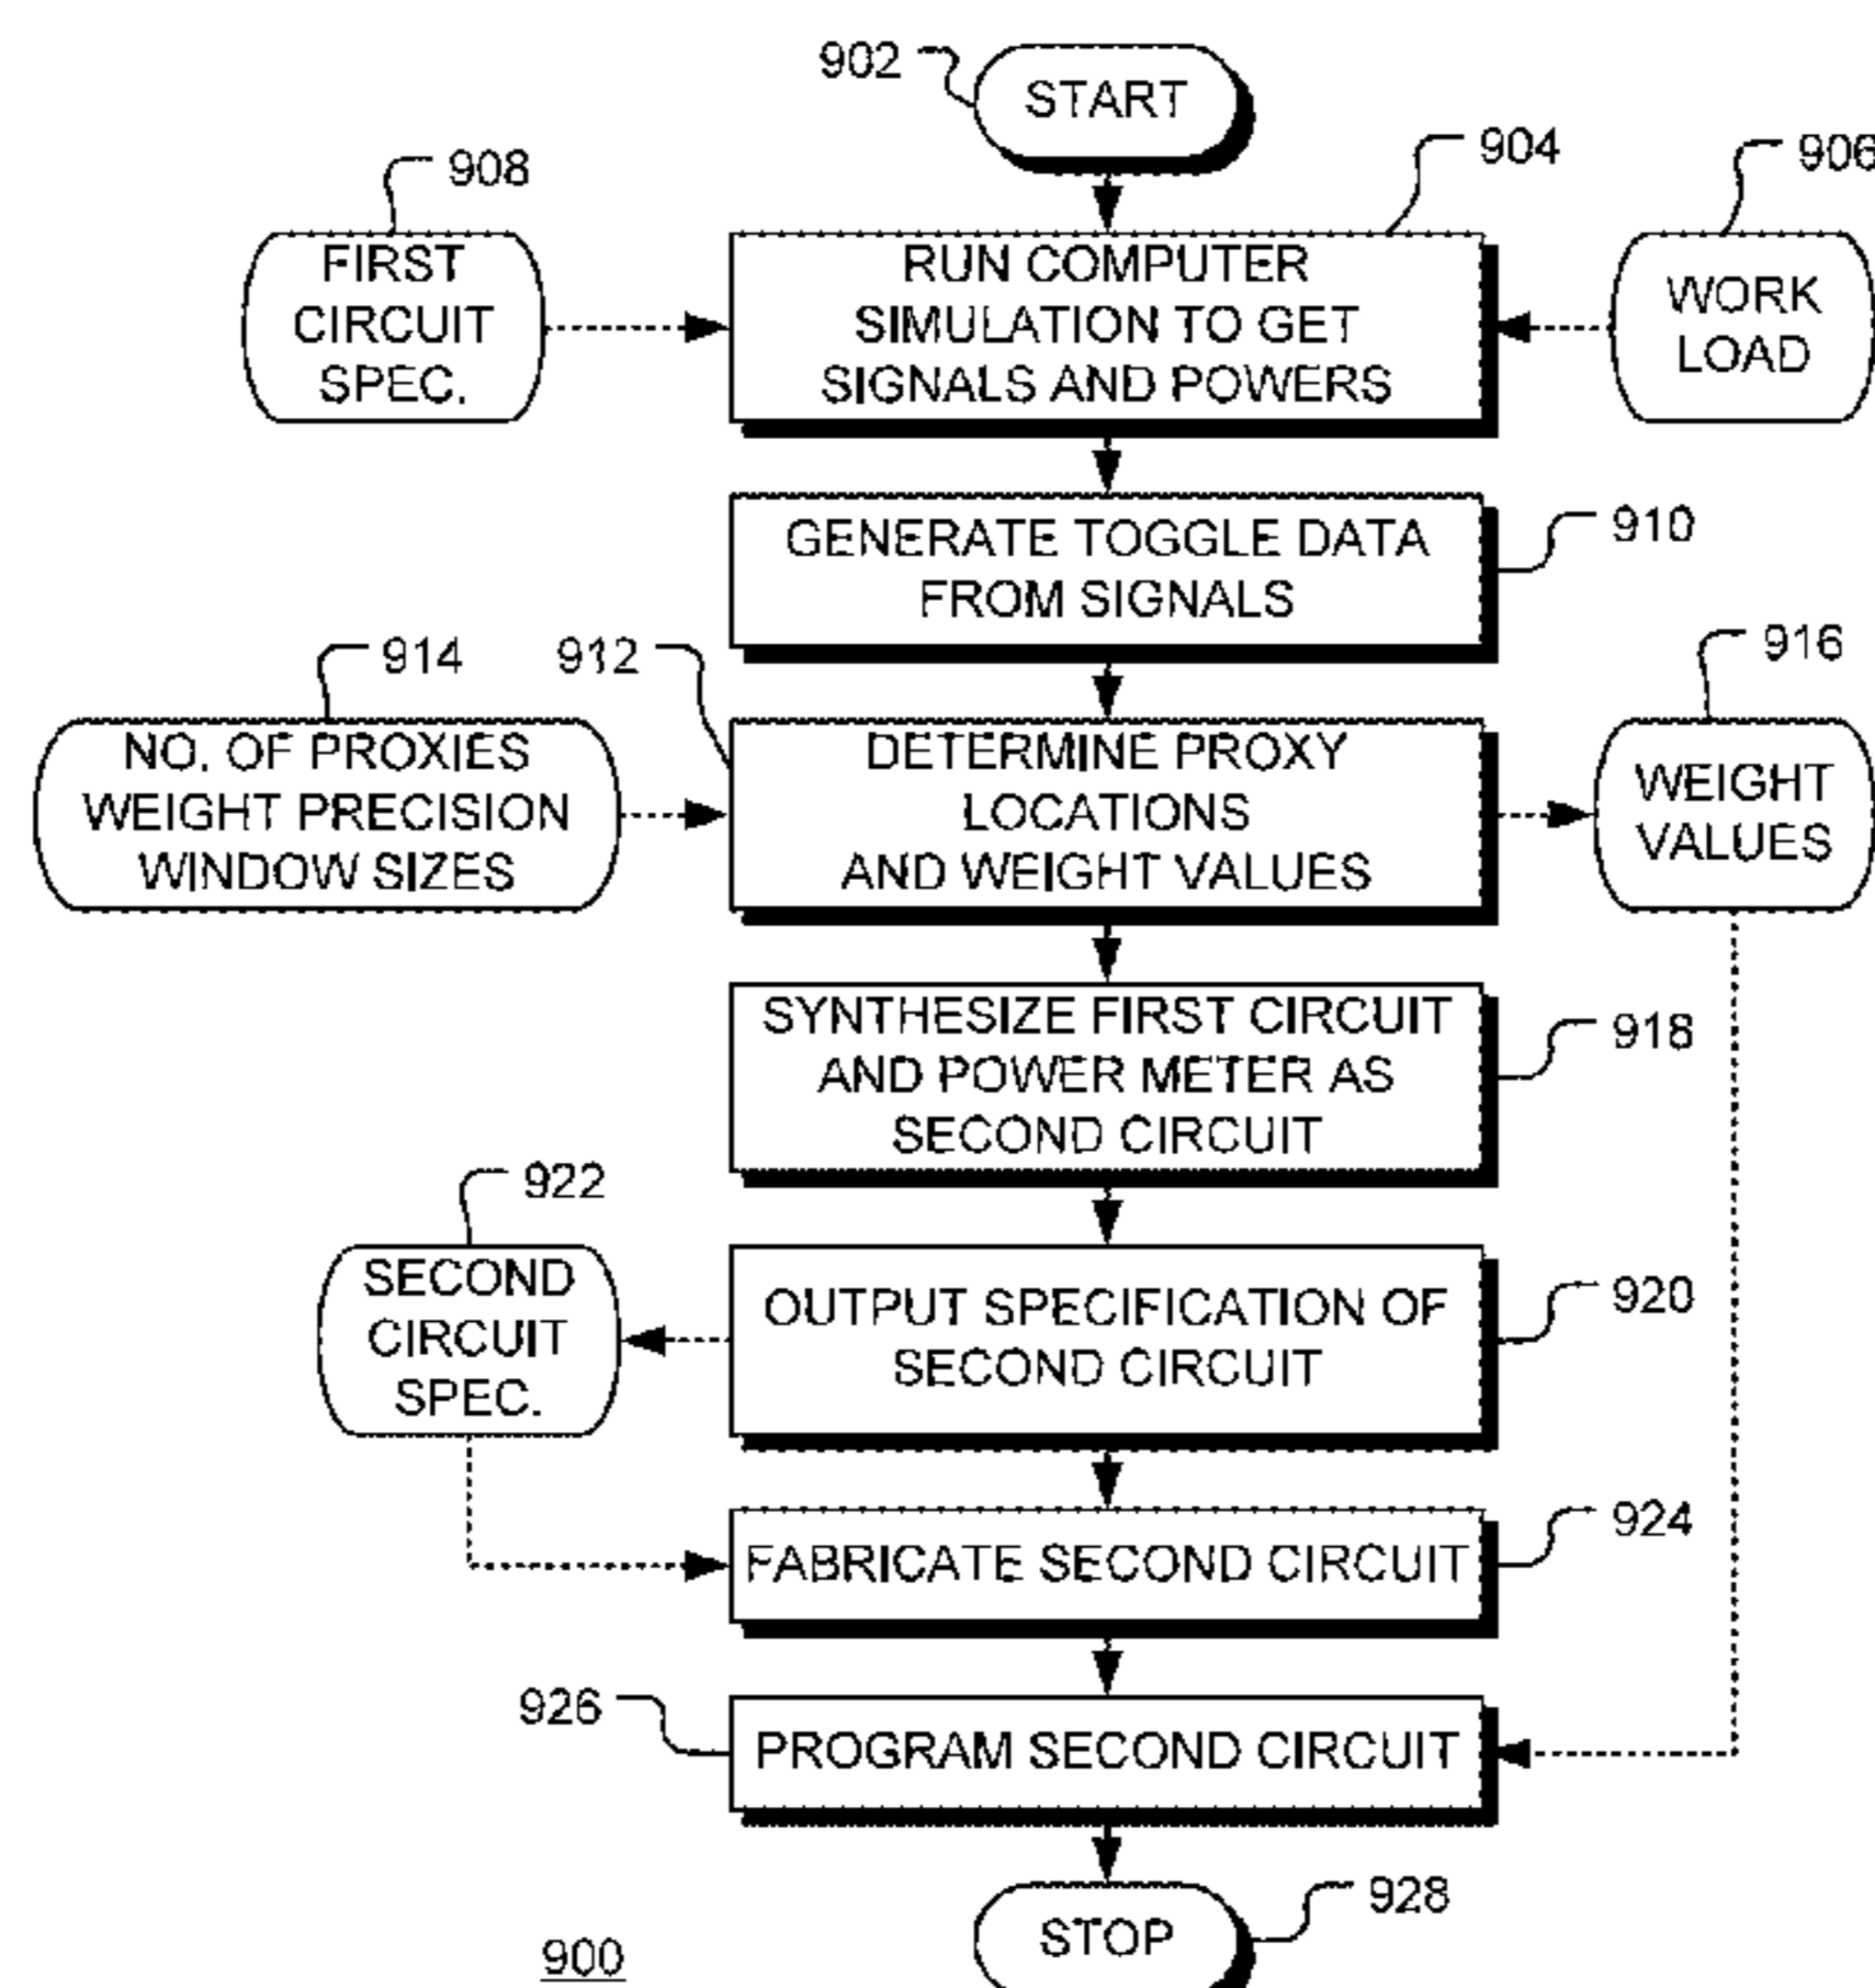 902
START
908
904
906
FIRST
CIRCUIT
SPEC.
RUN COMPUTER
SIMULATION TO GET
SIGNALS AND POWERS
WORK
LOAD
GENERATE TOGGLE DATA
FROM SIGNALS
910
914
912
916
NO. OF PROXIES
WEIGHT PRECISION
WINDOW SIZES
DETERMINE PROXY
LOCATIONS
AND WEIGHT VALUES
WEIGHT
VALUES
SYNTHESIZE FIRST CIRCUIT
AND POWER METER AS
SECOND CIRCUIT
918
922
SECOND
CIRCUIT
SPEC.
OUTPUT SPECIFICATION OF
SECOND CIRCUIT
920
FABRICATE SECOND CIRCUIT
924
926
PROGRAM SECOND CIRCUIT
STOP
928
900